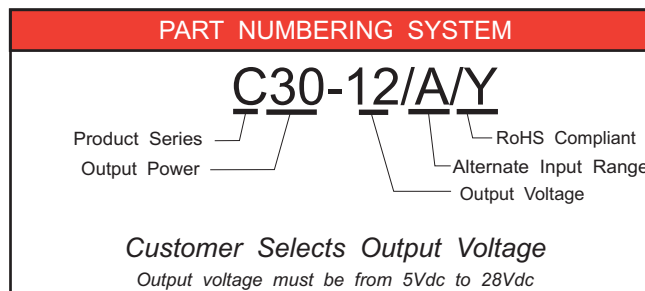 PART NUMBERING SYSTEM
C30-12/A/Y
Product Series
RoHS Compliant
Output Power
Alternate Input Range
Output Voltage
Customer Selects Output Voltage
Output voltage must be from 5Vdc to 28Vdc